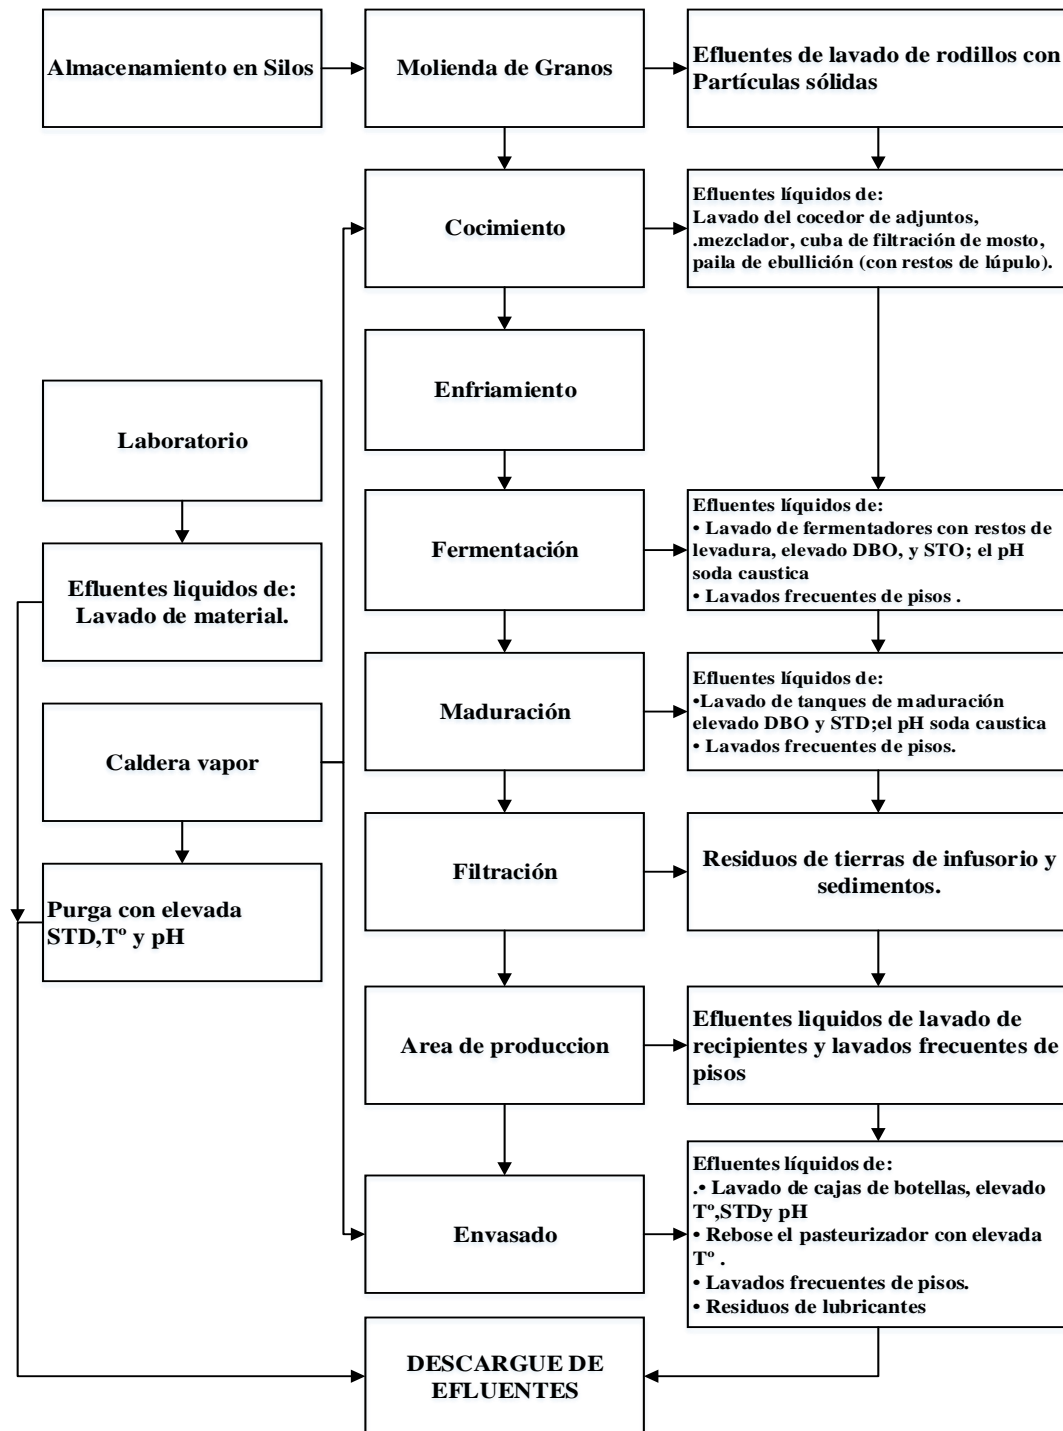 Almacenamiento en Silos
Molienda de Granos
Efluentes de lavado de rodillos con
Partículas sólidas
Cocimiento
Efluentes líquidos de:
Lavado del cocedor de adjuntos,
.mezclador, cuba de filtración de mosto,
paila de ebullición (con restos de lúpulo).
Enfriamiento
Laboratorio
Fermentación
Efluentes líquidos de:
• Lavado de fermentadores con restos de
levadura, elevado DBO, y STO; el pH
soda caustica
• Lavados frecuentes de pisos .
Efluentes liquidos de:
Lavado de material.
Maduración
Efluentes líquidos de:
•Lavado de tanques de maduración
elevado DBO y STD;el pH soda caustica
• Lavados frecuentes de pisos.
Caldera vapor
Filtración
Residuos de tierras de infusorio y
sedimentos.
Purga con elevada
STD,Tº y pH
Area de produccion
Efluentes liquidos de lavado de
recipientes y lavados frecuentes de
pisos
Envasado
Efluentes líquidos de:
.• Lavado de cajas de botellas, elevado
Tº,STDy pH
• Rebose el pasteurizador con elevada
Tº .
• Lavados frecuentes de pisos.
• Residuos de lubricantes
DESCARGUE DE
EFLUENTES